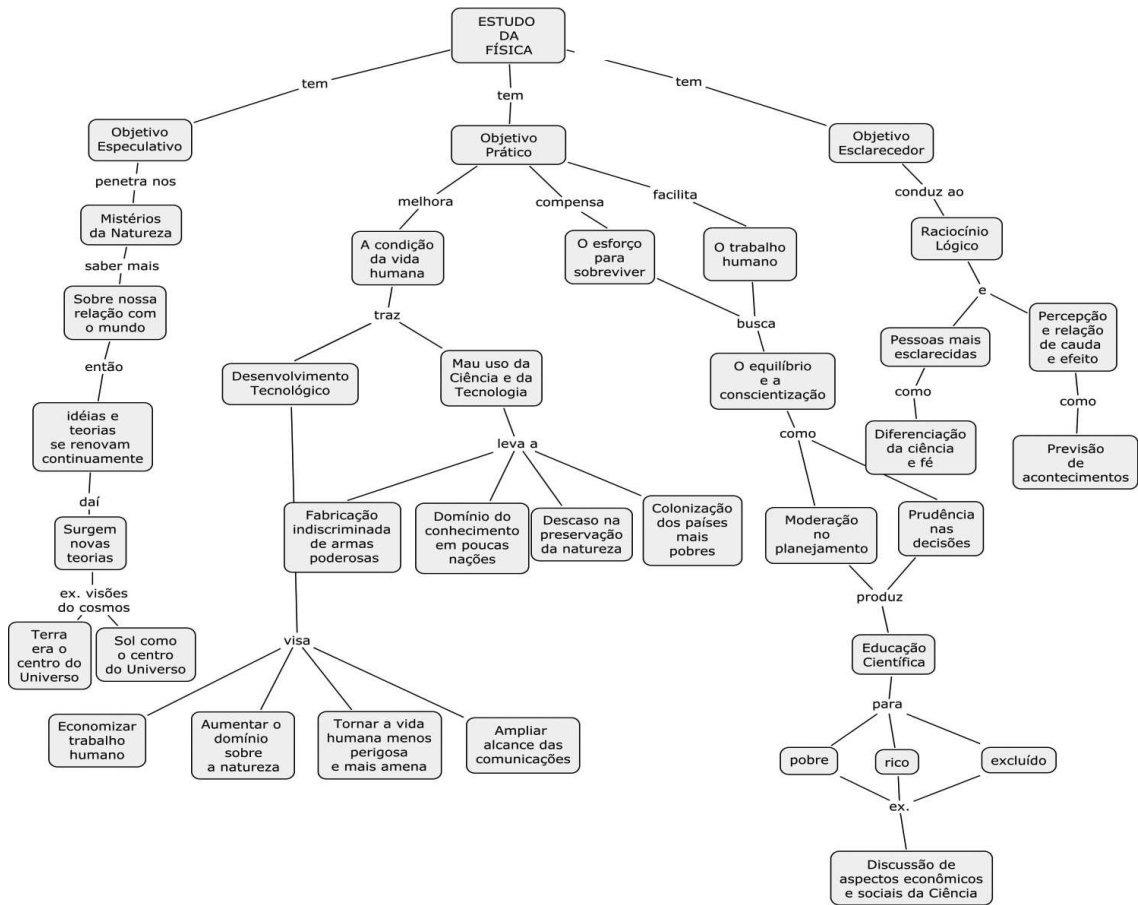 ESTUDO
DA
FÍSICA
tem
tem
tem
Objetivo
Especulativo
Objetivo
Prático
Objetivo
Esclarecedor
penetra nos
melhora
compensa
facilita
conduz ao
Mistérios
da Natureza
A condição
da vida
humana
O esforço
para
sobreviver
O trabalho
humano
Raciocínio
Lógico
saber mais
Sobre nossa
relação com
o mundo
traz
busca
e
Percepção
e relação
de cauda
e efeito
Pessoas mais
esclarecidas
então
Desenvolvimento
Tecnológico
Mau uso da
Ciência e da
Tecnologia
O equilíbrio
e a
conscientização
como
como
idéias e
teorias
se renovam
continuamente
leva a
como
Diferenciação
da ciência
e fé
Previsão
de
acontecimentos
daí
Surgem
novas
teorias
Fabricação
indiscriminada
de armas
poderosas
Domínio do
conhecimento
em poucas
nações
Descaso na
preservação
da natureza
Colonização
dos países
mais
pobres
Moderação
no
planejamento
Prudência
nas
decisões
ex. visões
do cosmos
produz
Terra
era o
centro do
Universo
Sol como
o centro
do Universo
visa
Educação
Científica
Economizar
trabalho
humano
Aumentar o
domínio
sobre
a natureza
Tornar a vida
humana menos
perigosa
e mais amena
Ampliar
alcance das
comunicações
para
pobre
rico
excluído
ex.
Discussão de
aspectos econômicos
e sociais da Ciência